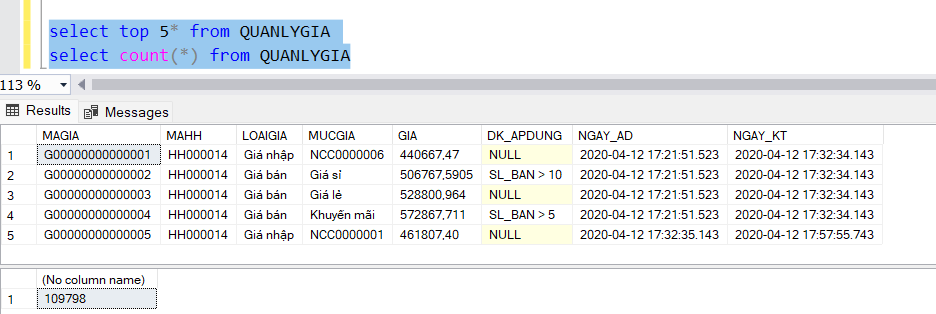 select top 5* from QUANLYGIA
select count(*) from QUANLYGIA
113 %
Results Messages
MAGIA MAHH LOAIGIA MUCGIA GIA DK_APDUNG NGAY_AD NGAY_KT
1 G00000000000001 HH000014 Giá nhập NCC0000006 440667,47 NULL 2020-04-12 17:21:51.523 2020-04-12 17:32:34.143
2 G00000000000002 HH000014 Giá bán Giá sỉ 506767,5905 SL_BAN > 10 2020-04-12 17:21:51.523 2020-04-12 17:32:34.143
3 G00000000000003 HH000014 Giá bán Giá lẻ 528800,964 NULL 2020-04-12 17:21:51.523 2020-04-12 17:32:34.143
4 G00000000000004 HH000014 Giá bán Khuyến mãi 572867,711 SL_BAN > 5 2020-04-12 17:21:51.523 2020-04-12 17:32:34.143
5 G00000000000005 HH000014 Giá nhập NCC0000001 461807,40 NULL 2020-04-12 17:32:35.143 2020-04-12 17:57:55.743
(No column name)
1 109798